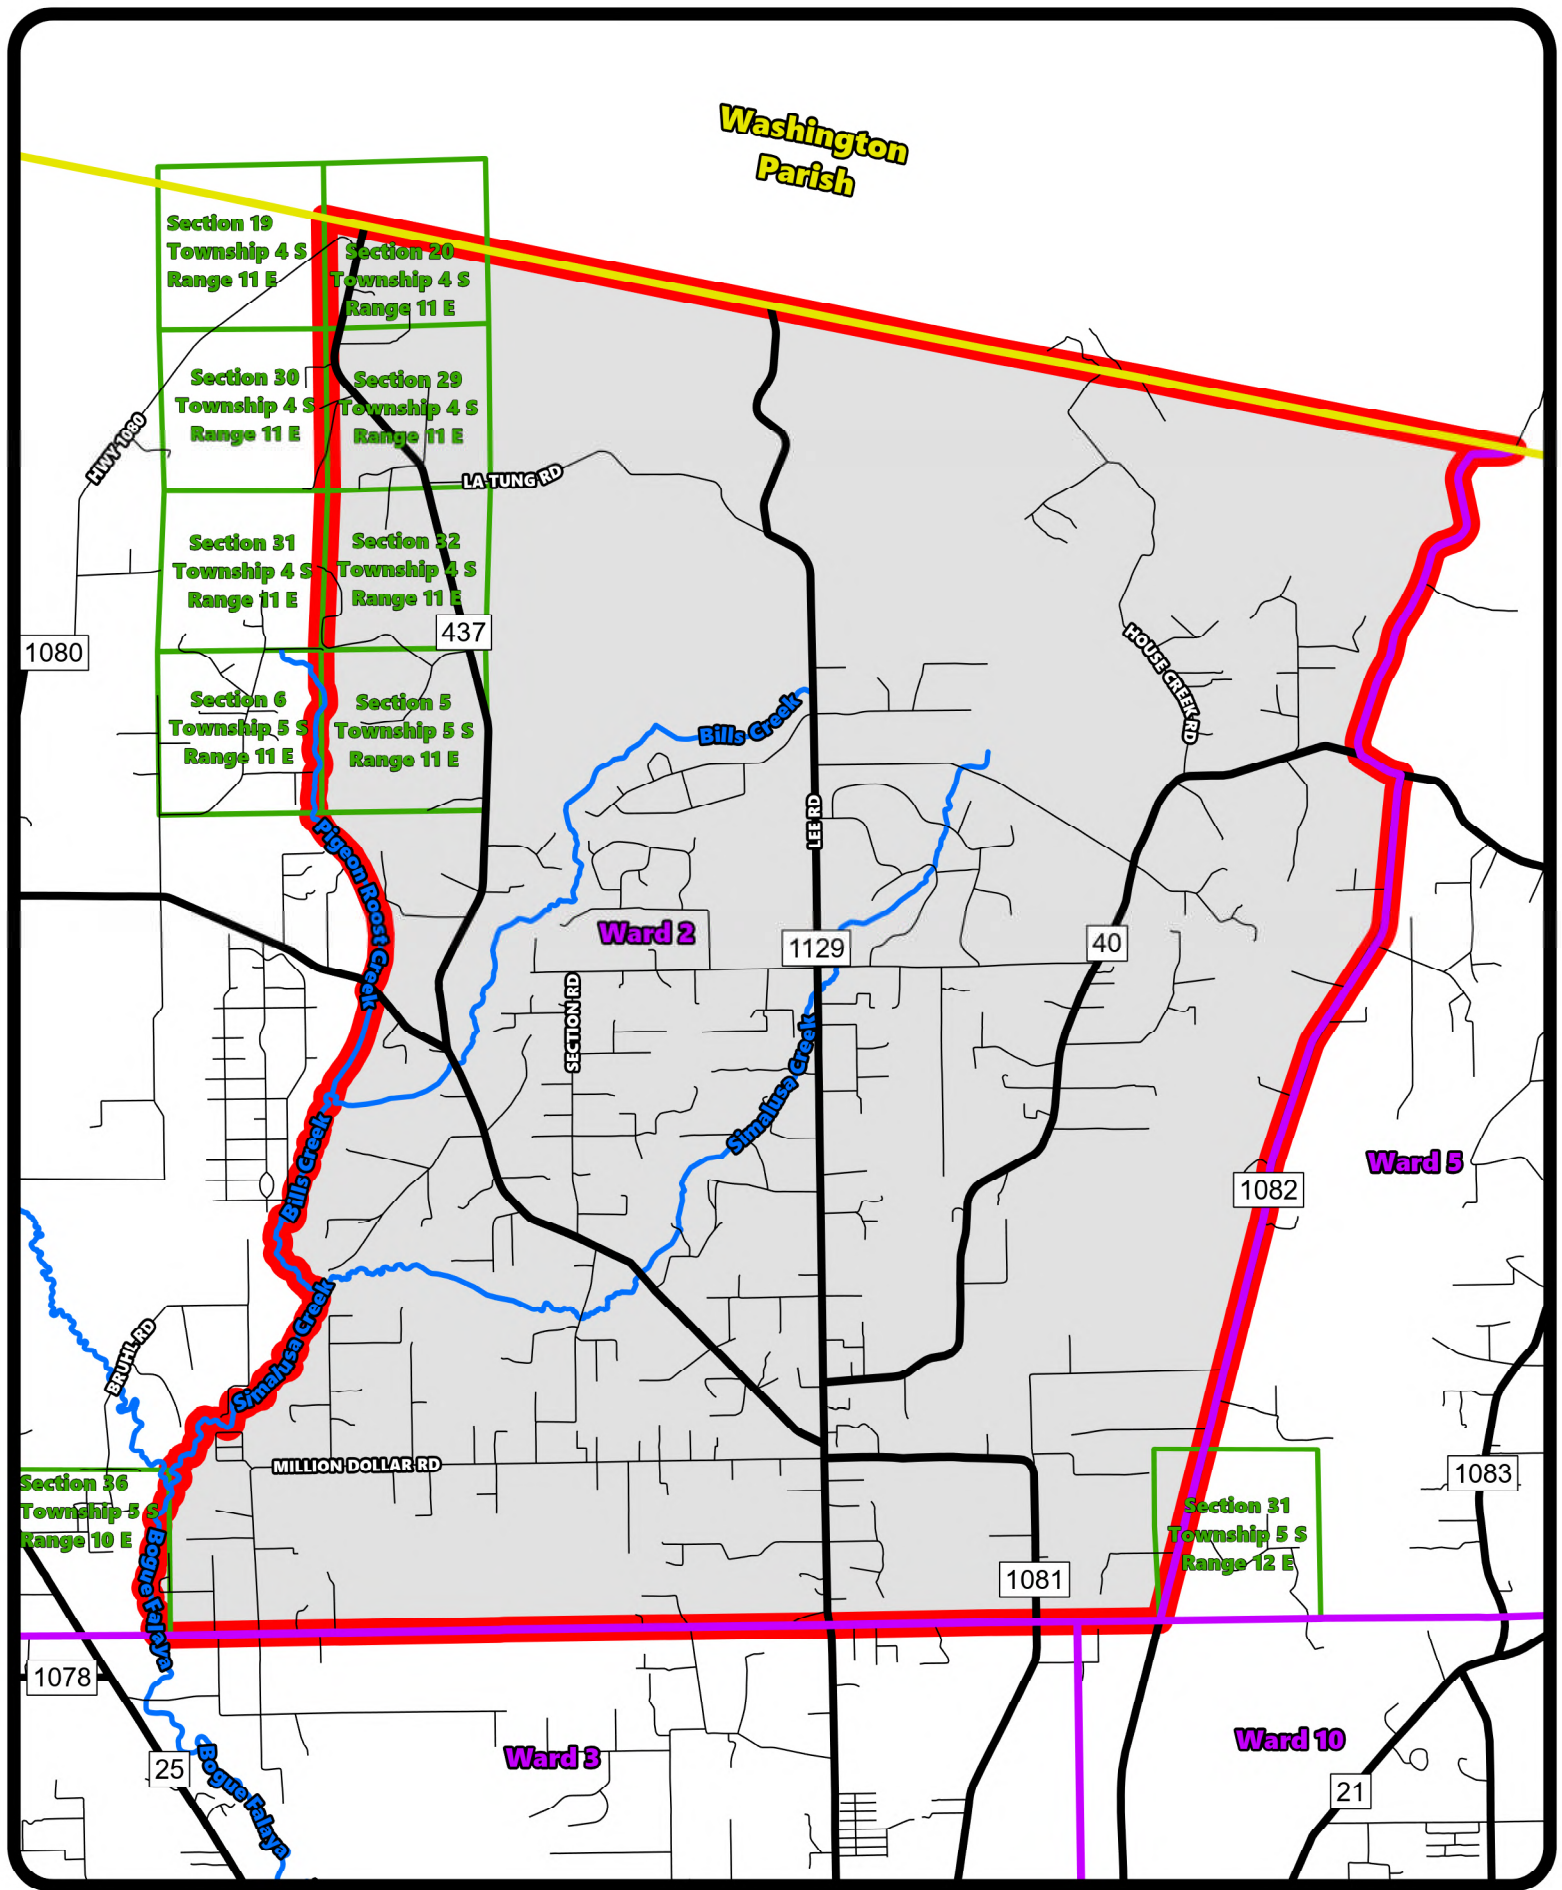 Washington
Parish
Section 19
Township 4 S
Range 11 E
Section 20
Township 4 S
Range 11 E
Section 30
Township 4 S
Range 11 E
Section 29
Township 4 S
Range 11 E
HWY 1080
LA TUNG RD
Section 31
Township 4 S
Range 11 E
Section 32
Township 4 S
Range 11 E
437
1080
HOUSE CREEK RD
Section 6
Township 5 S
Range 11 E
Section 5
Township 5 S
Range 11 E
Bills Creek
LEE RD
Pigeon Roost Creek
Ward 2
1129
40
SECTION RD
Simalusa Creek
Bills Creek
Ward 5
1082
Simalusa Creek
BRUHL RD
MILLION DOLLAR RD
1083
Section 36
Township 5 S
Range 10 E
Section 31
Township 5 S
Range 12 E
Bogue Falaya
1081
1078
Ward 3
Ward 10
25
Bogue Falaya
21